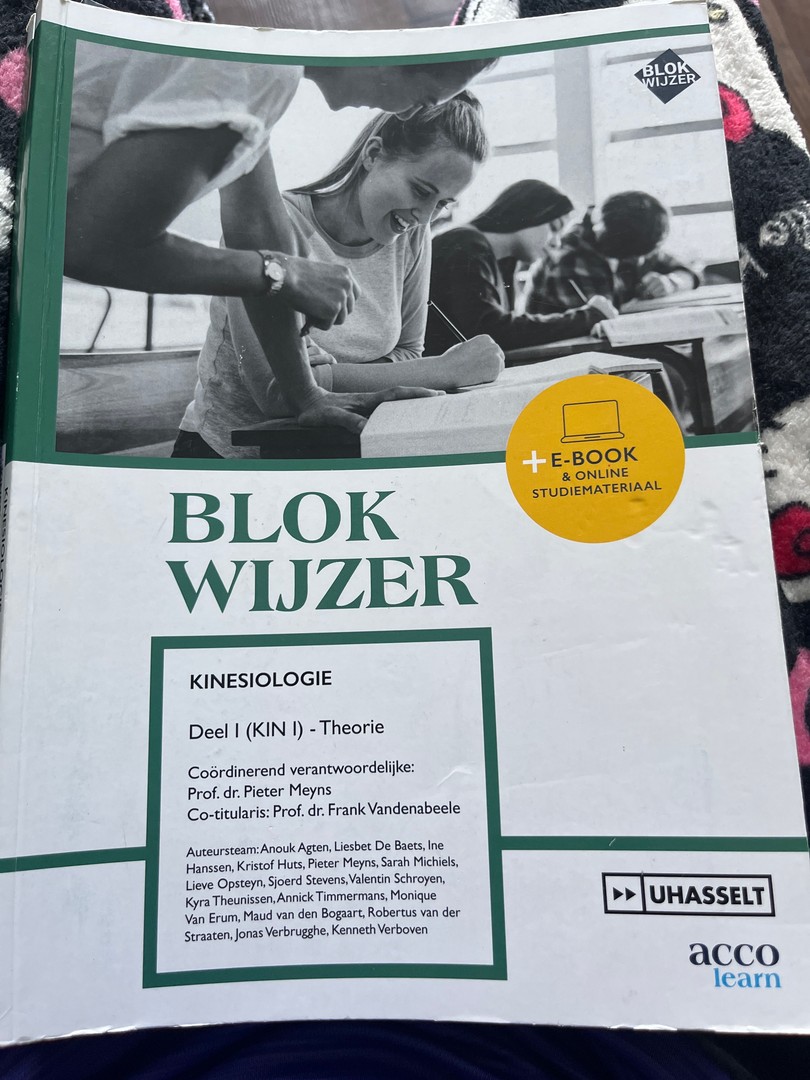 BLOK
WIJZER
+ E-BOOK
& ONLINE
STUDIEMATERIAAL
BLOK
WIJZER
KINESIOLOGIE
Deel I (KIN I) - Theorie
Coördinerend verantwoordelijke:
Prof. dr. Pieter Meyns
Co-titularis: Prof. dr. Frank Vandenabeele
Auteursteam: Anouk Agten, Liesbet De Baets, Ine
Hanssen, Kristof Huts, Pieter Meyns, Sarah Michiels,
Lieve Opsteyn, Sjoerd Stevens, Valentin Schroyen,
Kyra Theunissen, Annick Timmermans, Monique
Van Erum, Maud van den Bogaart, Robertus van der
Straaten, Jonas Verbrugghe, Kenneth Verboven
UHASSELT
acco
learn